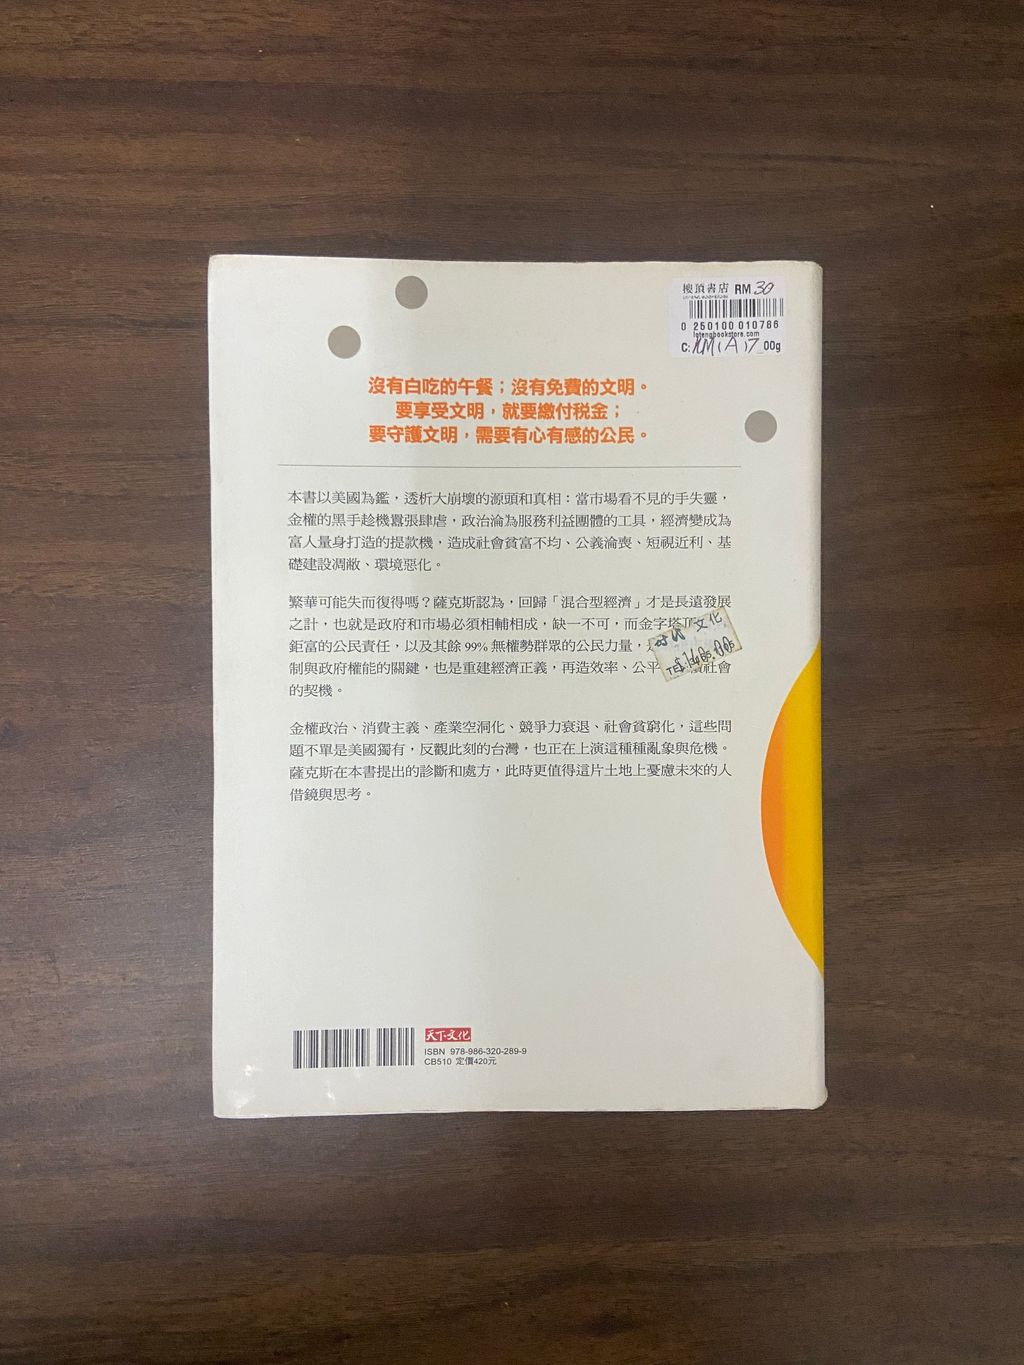 樓頂書店 RM 30
0 250100 010786
lotengbookstore.com
00g
沒有白吃的午餐；沒有免費的文明。
要享受文明，就要繳付稅金；
要守護文明，需要有心有感的公民。
本書以美國為鑑，透析大崩壞的源頭和真相：當市場看不見的手失靈，
金權的黑手趁機囂張肆虐，政治淪為服務利益團體的工具，經濟變成為
富人量身打造的提款機，造成社會貧富不均、公義淪喪、短視近利、基
礎建設凋敝、環境惡化。
繁華可能失而復得嗎？薩克斯認為，回歸「混合型經濟」才是長遠發展
之計，也就是政府和市場必須相輔相成，缺一不可，而金字塔頂
文化
鉅富的公民責任，以及其餘 99% 無權勢群眾的公民力量，
制與政府權能的關鍵，也是重建經濟正義，再造效率、公平 社會
的契機。
金權政治、消費主義、產業空洞化、競爭力衰退、社會貧窮化，這些問
題不單是美國獨有，反觀此刻的台灣，也正在上演這種種亂象與危機。
薩克斯在本書提出的診斷和處方，此時更值得這片土地上憂慮未來的人
借鏡與思考。
天下文化
ISBN 978-986-320-289-9
CB510 定價420元